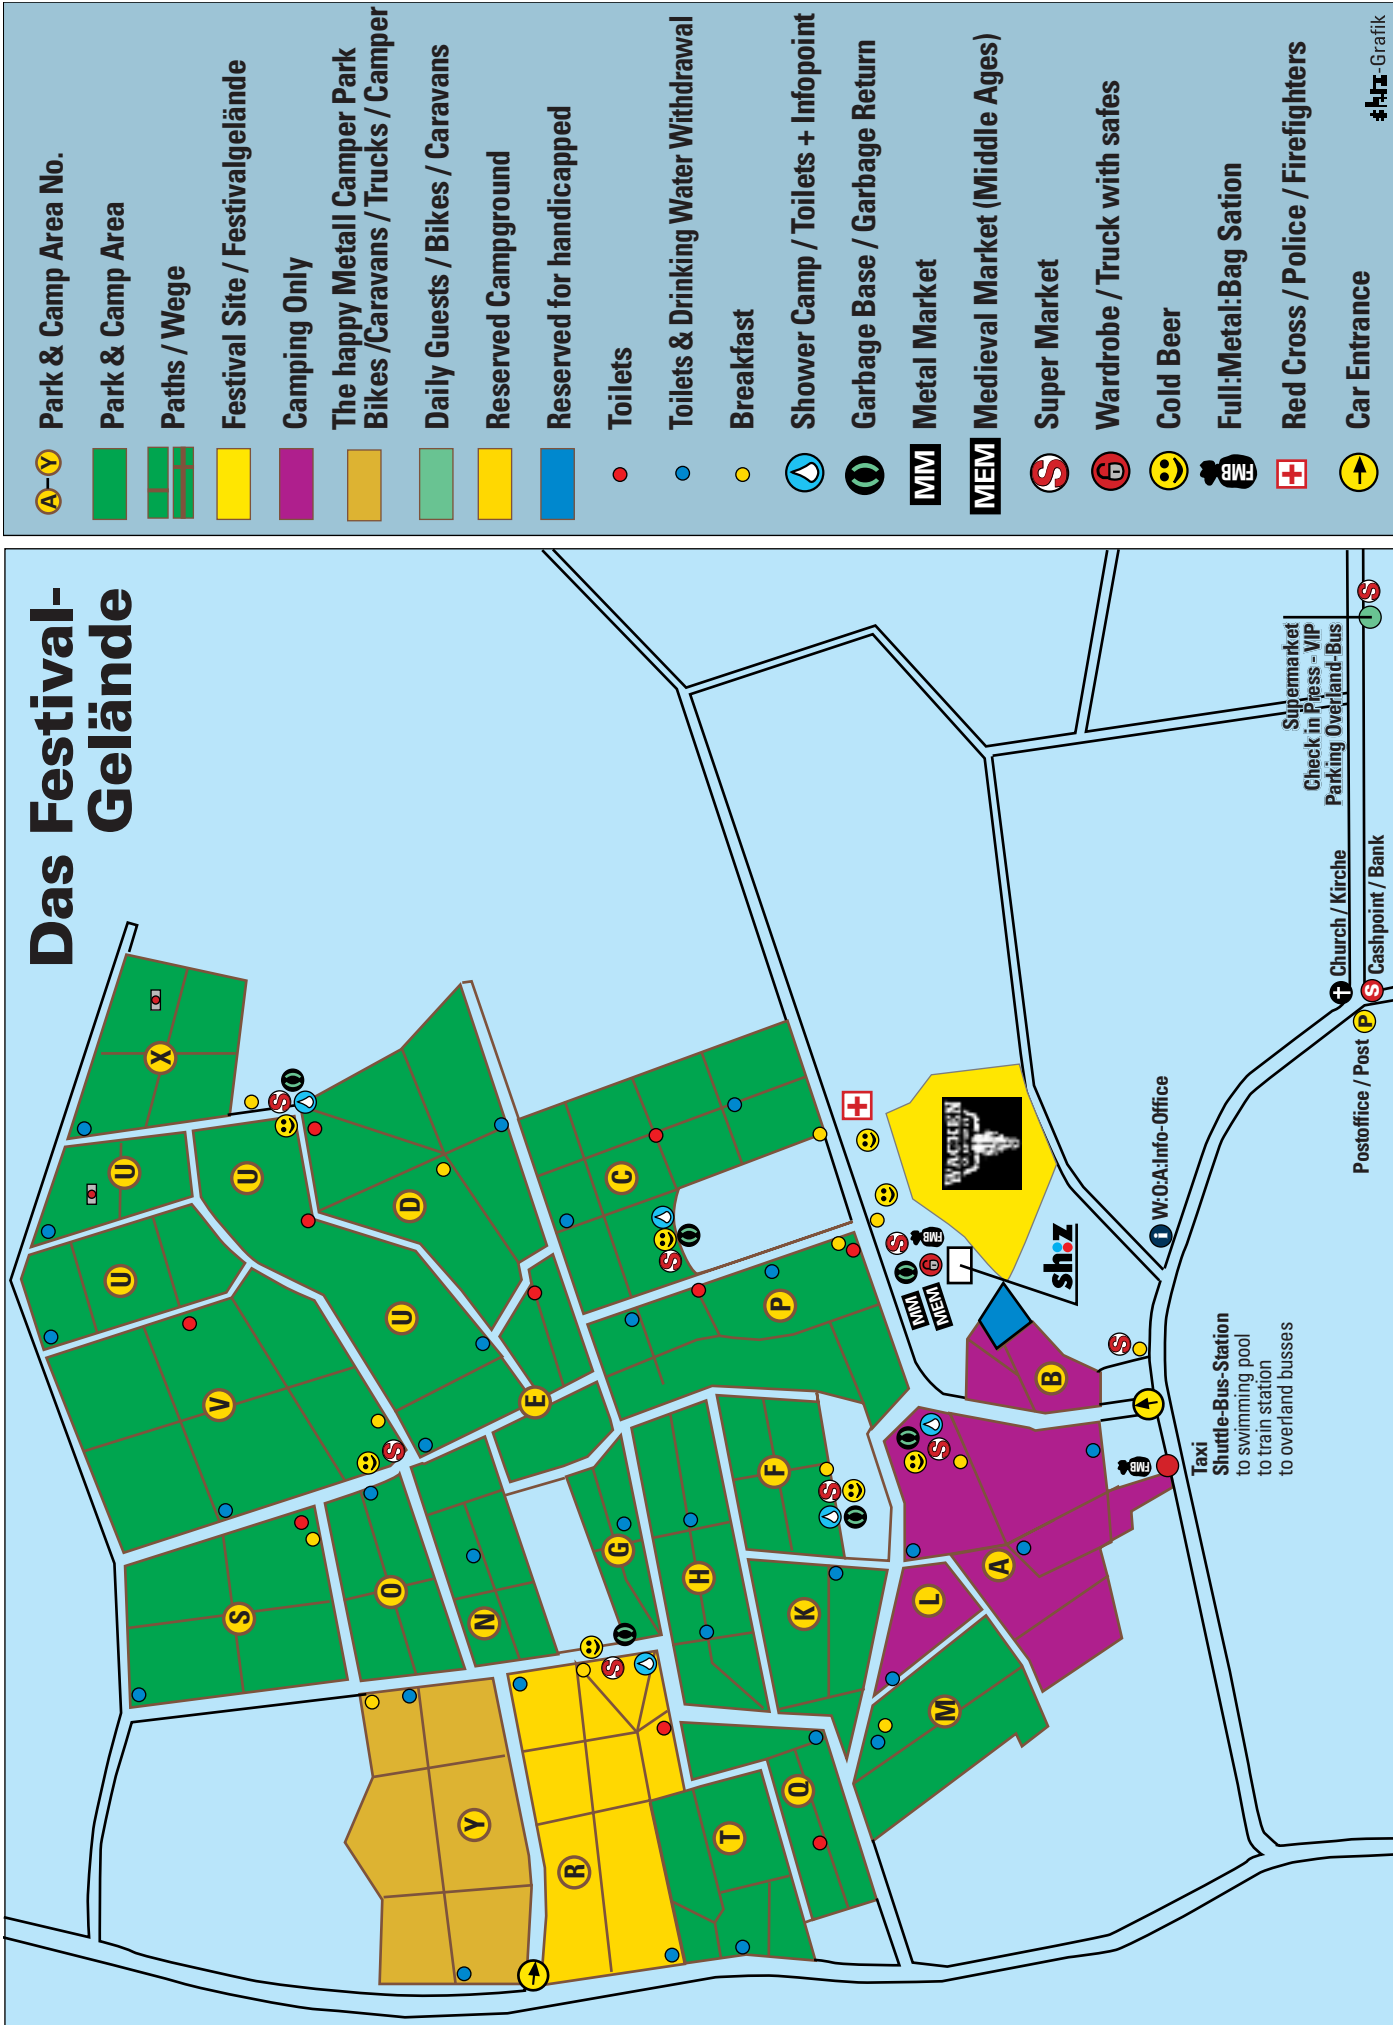 Das Festival-
Gelände
A–Y Park & Camp Area No.
Park & Camp Area
Paths / Wege
Festival Site / Festivalgelände
Camping Only
The happy Metall Camper Park
Bikes /Caravans / Trucks / Camper
Daily Guests / Bikes / Caravans
Reserved Campground
Reserved for handicapped
Toilets
Toilets & Drinking Water Withdrawal
Breakfast
Shower Camp / Toilets + Infopoint
Garbage Base / Garbage Return
MM Metal Market
MEM Medieval Market (Middle Ages)
S Super Market
Wardrobe / Truck with safes
Cold Beer
FMB Full:Metal:Bag Sation
Red Cross / Police / Firefighters
Car Entrance
sh:z-Grafik
X
U
U
U
U
V
D
S
O
N
E
C
G
H
P
F
K
Y
R
T
Q
M
L
A
B
S
S
S
S
S
S
S
S
MM
MEM
FMB
WACKEN
sh:z
FMB
Taxi
Shuttle-Bus-Station
to swimming pool
to train station
to overland busses
i W:O:A:Info-Office
Postoffice / Post P
Church / Kirche
S Cashpoint / Bank
Supermarket
Check in Press - VIP
Parking Overland-Bus
S